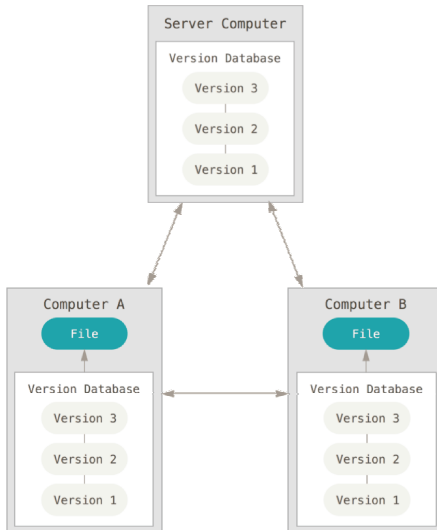 Server Computer
Version Database
Version 3
Version 2
Version 1
Computer A
File
Version Database
Version 3
Version 2
Version 1
Computer B
File
Version Database
Version 3
Version 2
Version 1